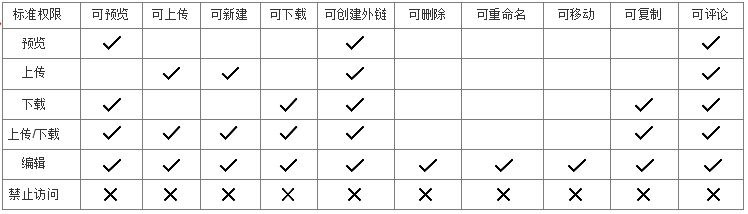 标准权限 可预览 可上传 可新建 可下载 可创建外链 可删除 可重命名 可移动 可复制 可评论
预览 ✓ ✓ ✓
上传 ✓ ✓ ✓ ✓
下载 ✓ ✓ ✓ ✓ ✓
上传/下载 ✓ ✓ ✓ ✓ ✓ ✓ ✓
编辑 ✓ ✓ ✓ ✓ ✓ ✓ ✓ ✓ ✓ ✓
禁止访问 ✕ ✕ ✕ ✕ ✕ ✕ ✕ ✕ ✕ ✕